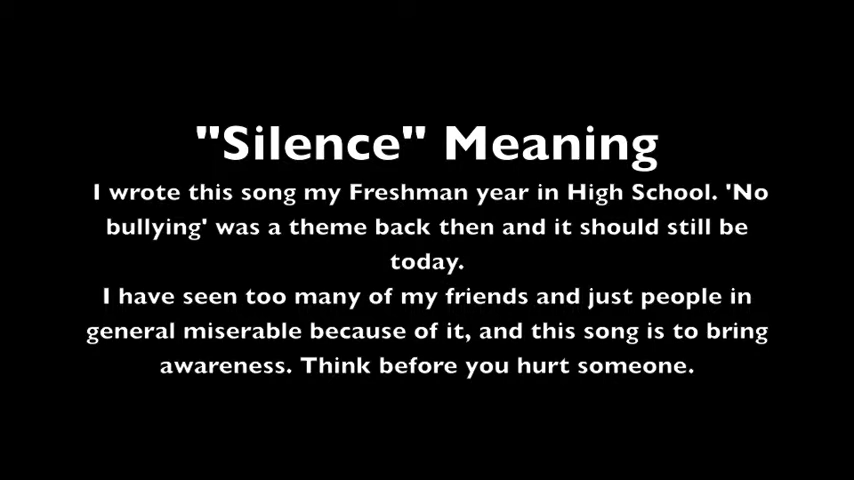 "Silence" Meaning
I wrote this song my Freshman year in High School. 'No
bullying' was a theme back then and it should still be
today.
I have seen too many of my friends and just people in
general miserable because of it, and this song is to bring
awareness. Think before you hurt someone.